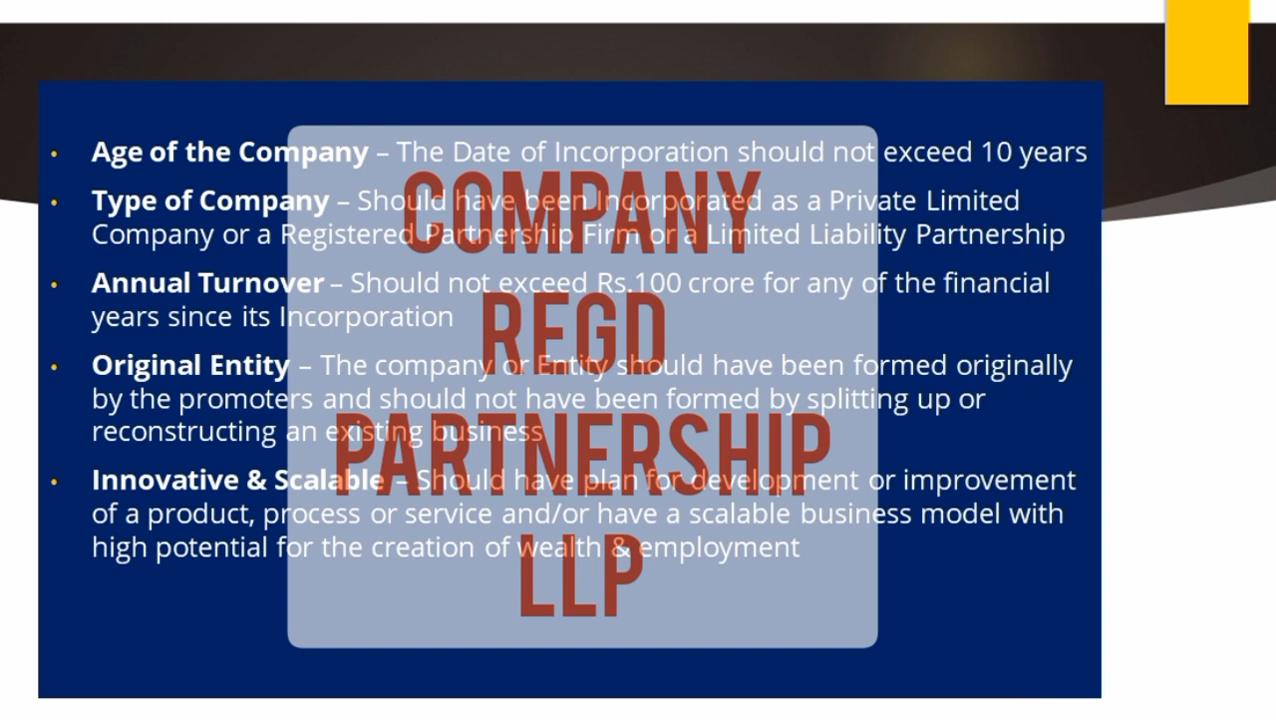 • Age of the Company – The Date of Incorporation should not exceed 10 years
• Type of Company – Should have been Incorporated as a Private Limited
Company or a Registered Partnership Firm or a Limited Liability Partnership
• Annual Turnover – Should not exceed Rs.100 crore for any of the financial
years since its Incorporation
• Original Entity – The company or Entity should have been formed originally
by the promoters and should not have been formed by splitting up or
reconstructing an existing business
• Innovative & Scalable – Should have plan for development or improvement
of a product, process or service and/or have a scalable business model with
high potential for the creation of wealth & employment
COMPANY
REGD
PARTNERSHIP
LLP